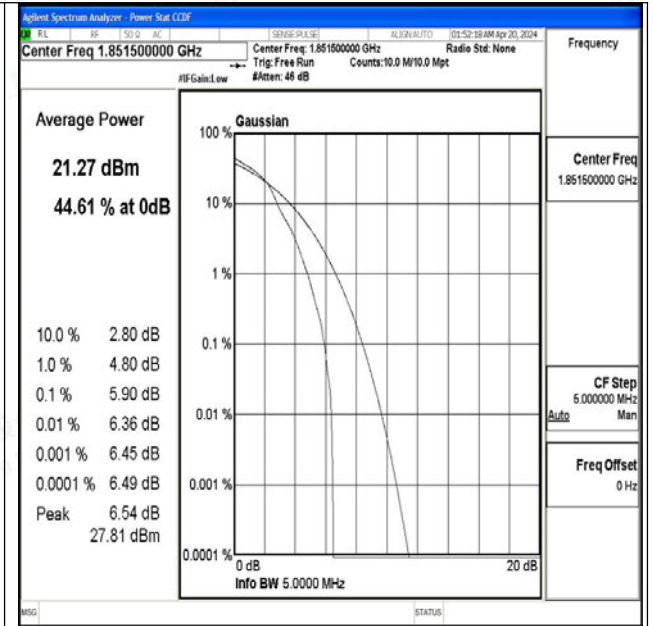 Agilent Spectrum Analyzer - Power Stat CCDF
RL RF 50 Ω AC SENSE:PULSE ALIGN AUTO 01:52:18 AM Apr 20, 2024
Center Freq 1.851500000 GHz
Center Freq: 1.851500000 GHz Radio Std: None
Trig: Free Run Counts:10.0 M/10.0 Mpt
#IFGain:Low #Atten: 46 dB
Frequency
Average Power
21.27 dBm
44.61 % at 0dB
10.0 % 2.80 dB
1.0 % 4.80 dB
0.1 % 5.90 dB
0.01 % 6.36 dB
0.001 % 6.45 dB
0.0001 % 6.49 dB
Peak 6.54 dB
27.81 dBm
Gaussian
100 %
10 %
1 %
0.1 %
0.01 %
0.001 %
0.0001 %
0 dB 20 dB
Info BW 5.0000 MHz
Center Freq
1.851500000 GHz
CF Step
5.000000 MHz
Auto Man
Freq Offset
0 Hz
MSG STATUS